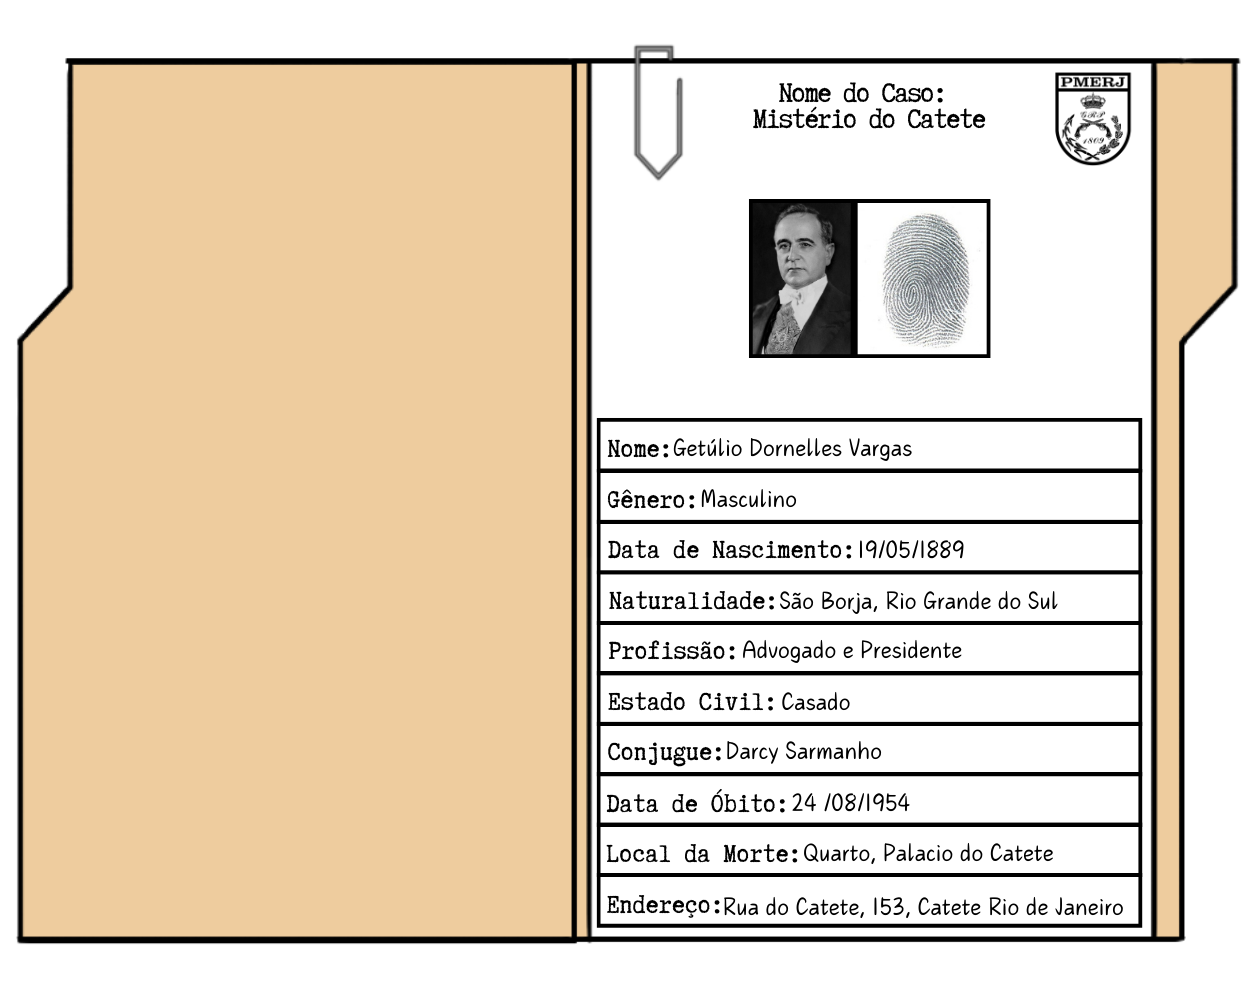 Nome do Caso:
Mistério do Catete
PMERJ
GRP
1809
Nome: Getúlio Dornelles Vargas
Gênero: Masculino
Data de Nascimento: 19/05/1889
Naturalidade: São Borja, Rio Grande do Sul
Profissão: Advogado e Presidente
Estado Civil: Casado
Conjugue: Darcy Sarmanho
Data de Óbito: 24 /08/1954
Local da Morte: Quarto, Palacio do Catete
Endereço: Rua do Catete, 153, Catete Rio de Janeiro